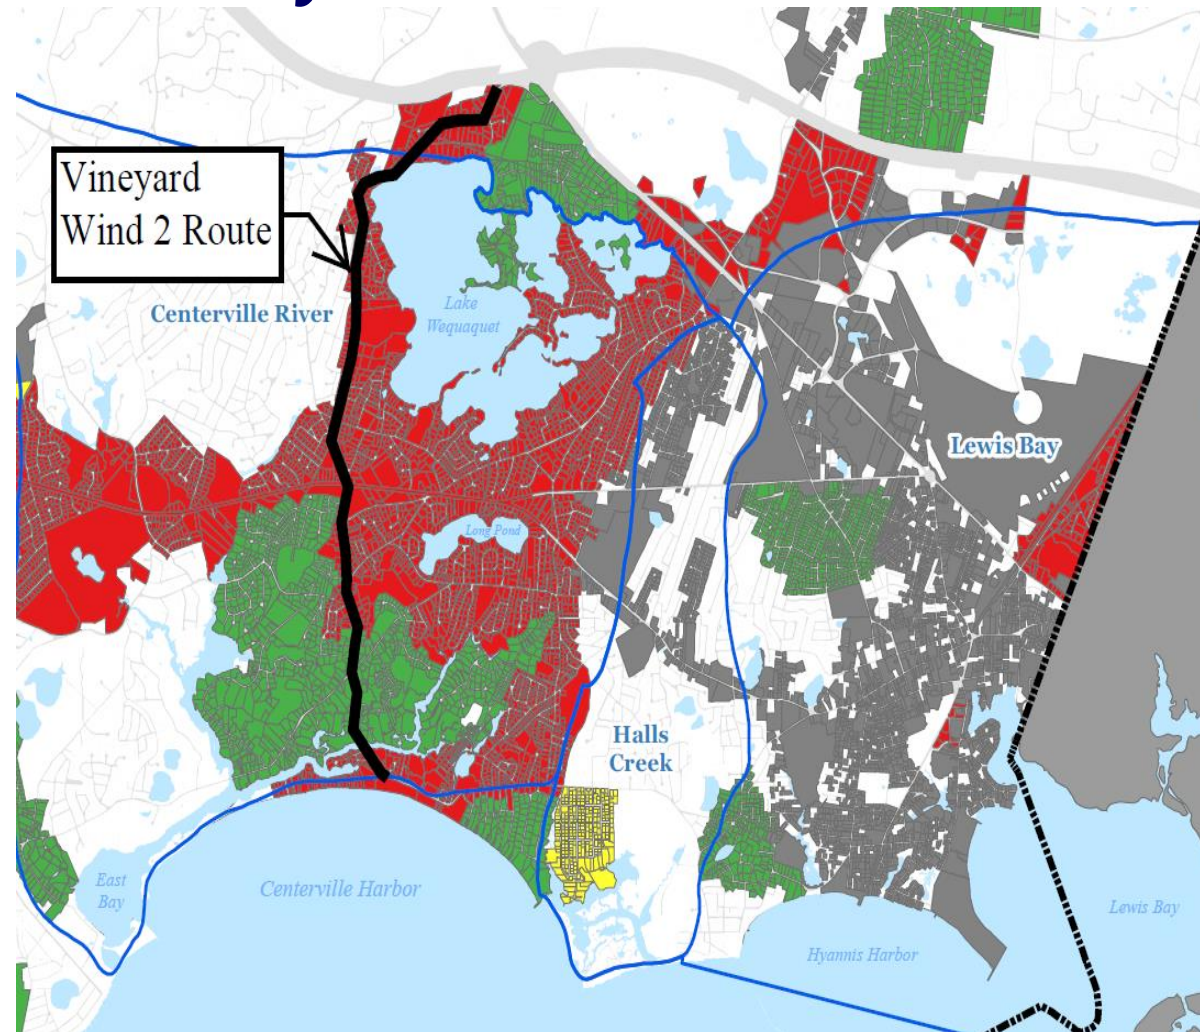 Vineyard
Wind 2 Route
Centerville River
Lake
Wequaquet
Lewis Bay
Long Pond
Halls
Creek
East
Bay
Centerville Harbor
Lewis Bay
Hyannis Harbor